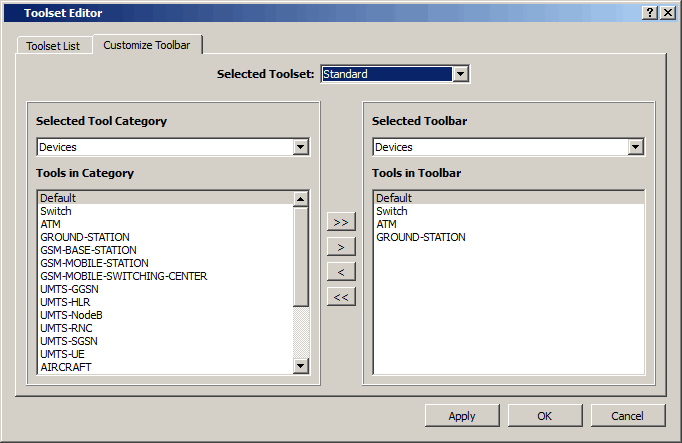 Toolset Editor
Toolset List
Customize Toolbar
Selected Toolset: Standard
Selected Tool Category
Devices
Tools in Category
Default
Switch
ATM
GROUND-STATION
GSM-BASE-STATION
GSM-MOBILE-STATION
GSM-MOBILE-SWITCHING-CENTER
UMTS-GGSN
UMTS-HLR
UMTS-NodeB
UMTS-RNC
UMTS-SGSN
UMTS-UE
AIRCRAFT
>>
>
<
<<
Selected Toolbar
Devices
Tools in Toolbar
Default
Switch
ATM
GROUND-STATION
Apply
OK
Cancel